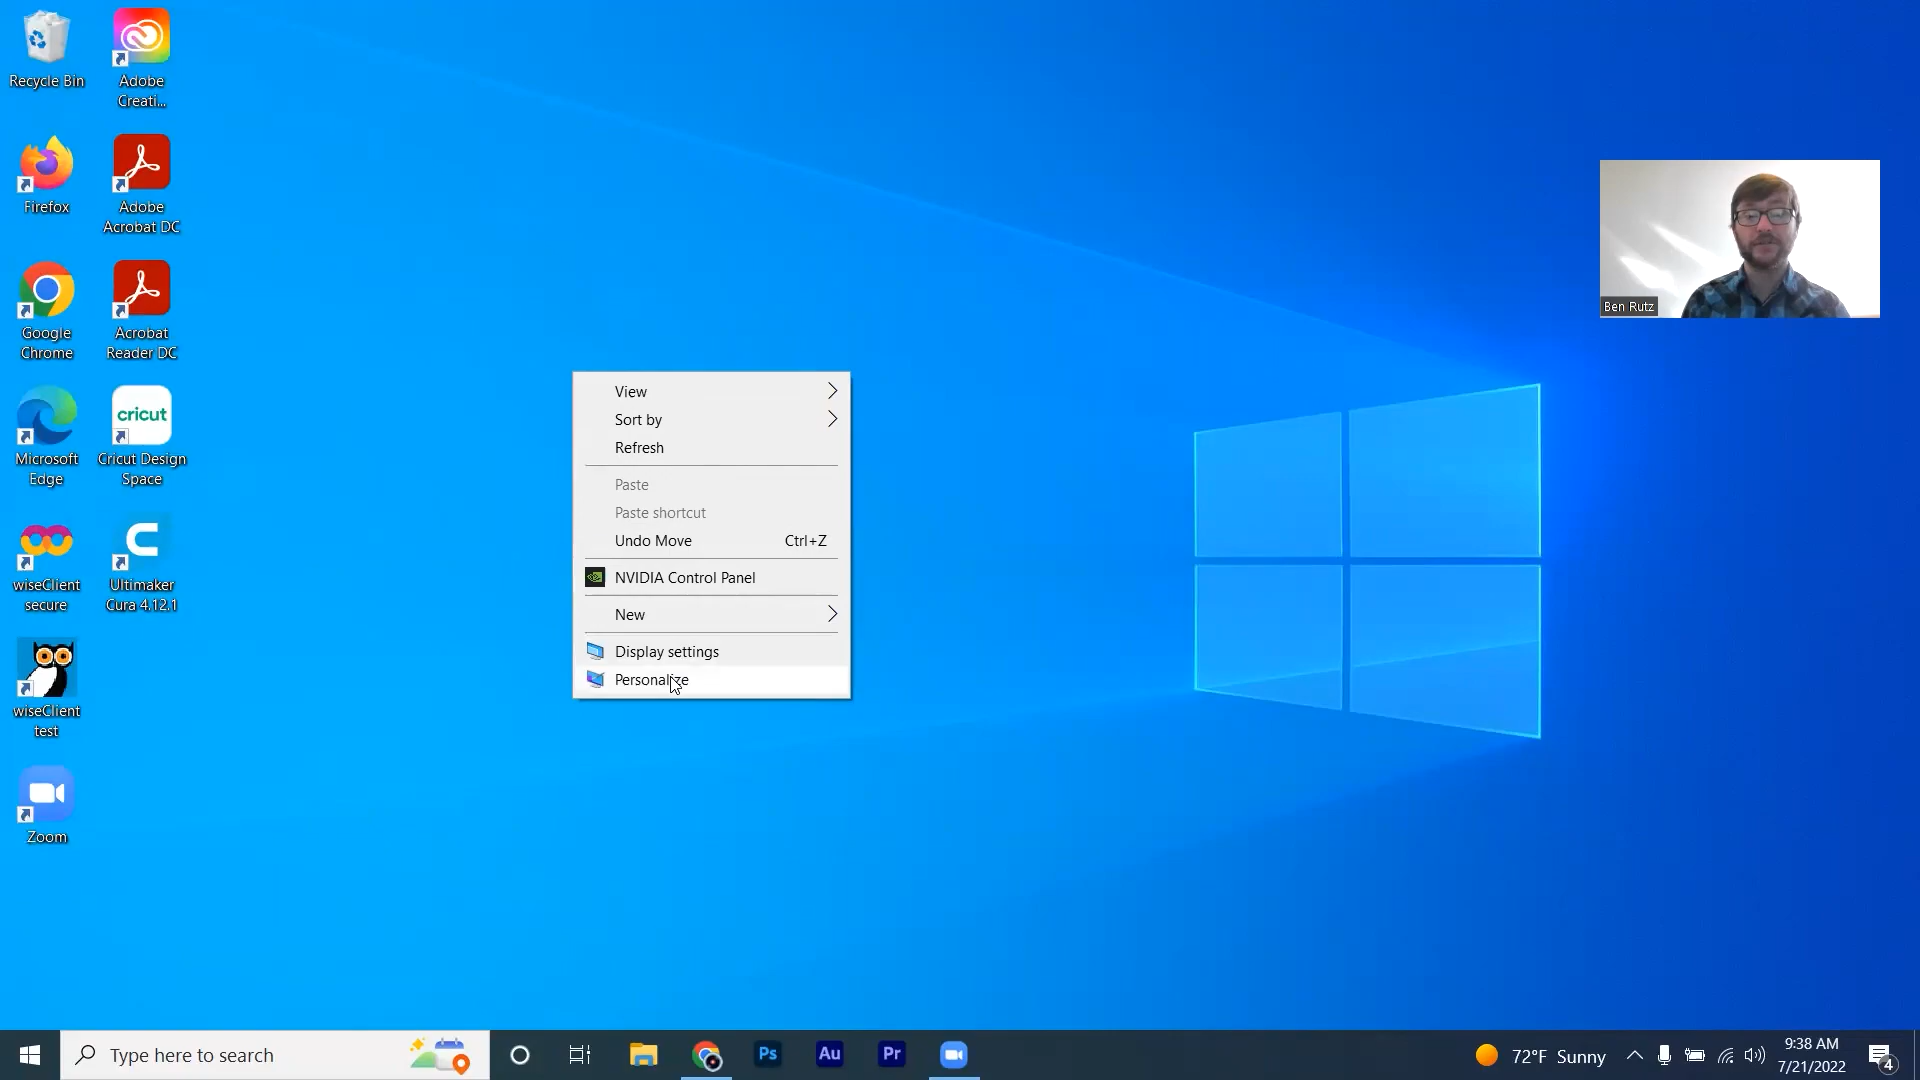 Recycle Bin
Adobe
Creati...
Firefox
Adobe
Acrobat DC
Google
Chrome
Acrobat
Reader DC
Microsoft
Edge
cricut
Cricut Design
Space
wiseClient
secure
C
Ultimaker
Cura 4.12.1
wiseClient
test
Zoom
View
Sort by
Refresh
Paste
Paste shortcut
Undo Move Ctrl+Z
NVIDIA Control Panel
New
Display settings
Personalize
Ben Rutz
Type here to search
Ps
Au
Pr
72°F Sunny
9:38 AM
7/21/2022
4